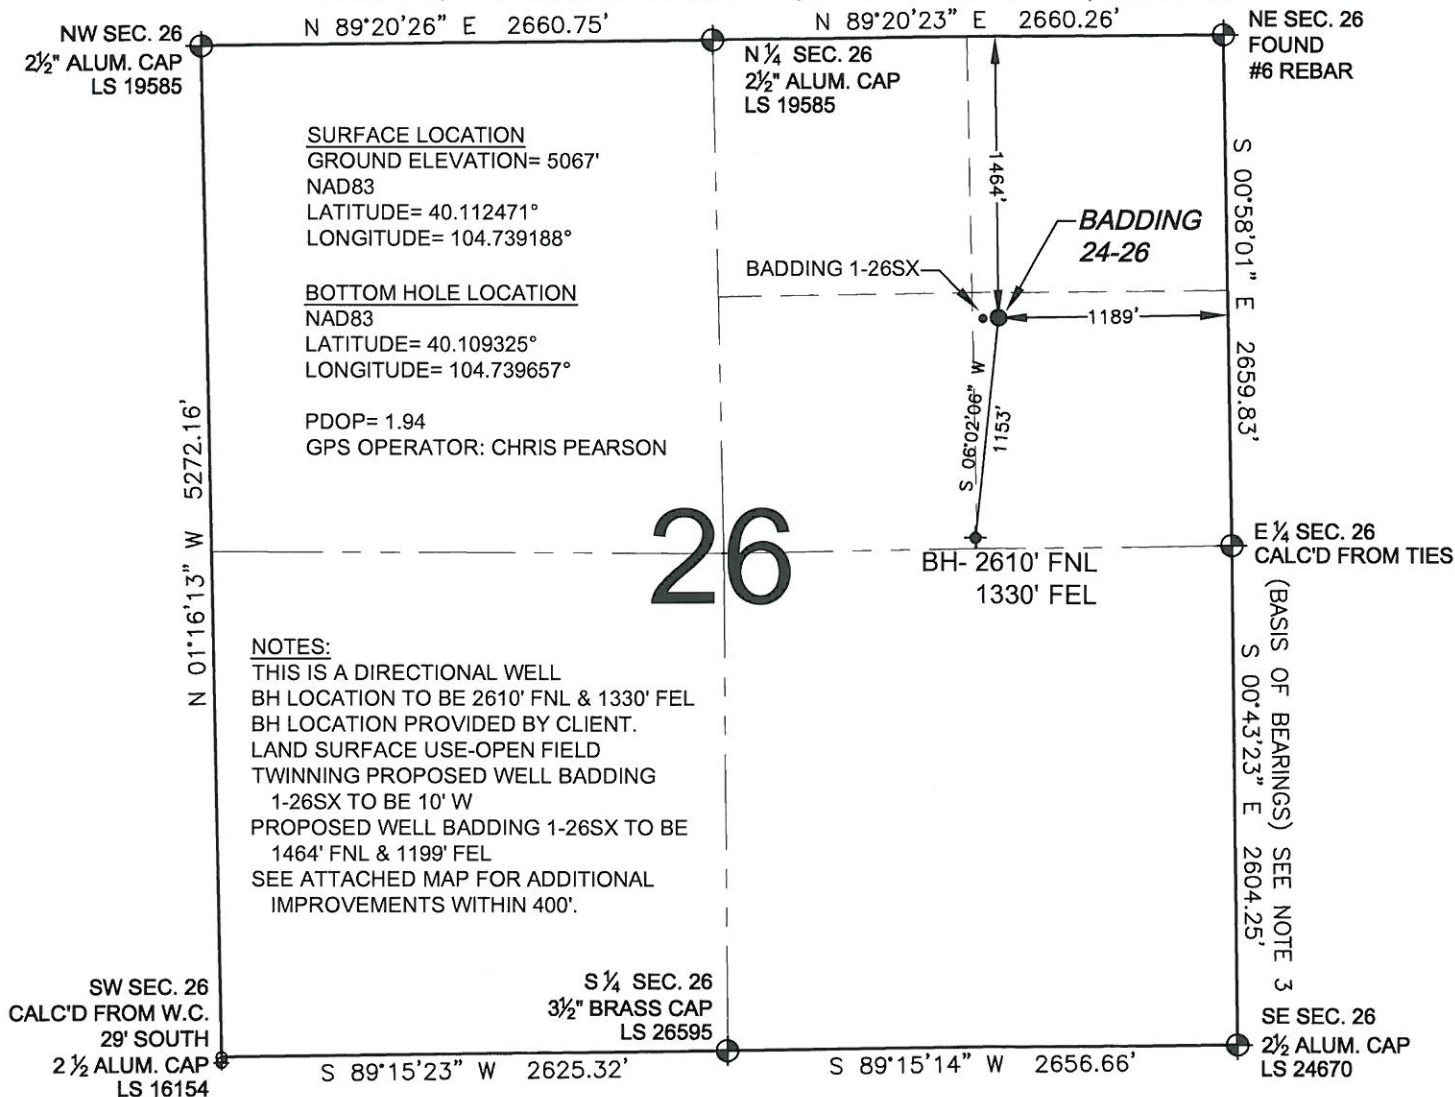 N 89°20'26" E 2660.75'
N 89°20'23" E 2660.26'
NW SEC. 26
2½" ALUM. CAP
LS 19585
N ¼ SEC. 26
2½" ALUM. CAP
LS 19585
NE SEC. 26
FOUND
#6 REBAR
SURFACE LOCATION
GROUND ELEVATION= 5067'
NAD83
LATITUDE= 40.112471°
LONGITUDE= 104.739188°
BOTTOM HOLE LOCATION
NAD83
LATITUDE= 40.109325°
LONGITUDE= 104.739657°
PDOP= 1.94
GPS OPERATOR: CHRIS PEARSON
1464'
BADDING
24-26
BADDING 1-26SX
1189'
S 00°58'01" E 2659.83'
S 06°02'06" W
1153'
N 01°16'13" W 5272.16'
26
BH- 2610' FNL
1330' FEL
E ¼ SEC. 26
CALC'D FROM TIES
(BASIS OF BEARINGS) SEE NOTE 3
S 00°43'23" E 2604.25'
NOTES:
THIS IS A DIRECTIONAL WELL
BH LOCATION TO BE 2610' FNL & 1330' FEL
BH LOCATION PROVIDED BY CLIENT.
LAND SURFACE USE-OPEN FIELD
TWINNING PROPOSED WELL BADDING
1-26SX TO BE 10' W
PROPOSED WELL BADDING 1-26SX TO BE
1464' FNL & 1199' FEL
SEE ATTACHED MAP FOR ADDITIONAL
IMPROVEMENTS WITHIN 400'.
SW SEC. 26
CALC'D FROM W.C.
29' SOUTH
2 ½ ALUM. CAP
LS 16154
S ¼ SEC. 26
3½" BRASS CAP
LS 26595
SE SEC. 26
2½ ALUM. CAP
LS 24670
S 89°15'23" W 2625.32'
S 89°15'14" W 2656.66'